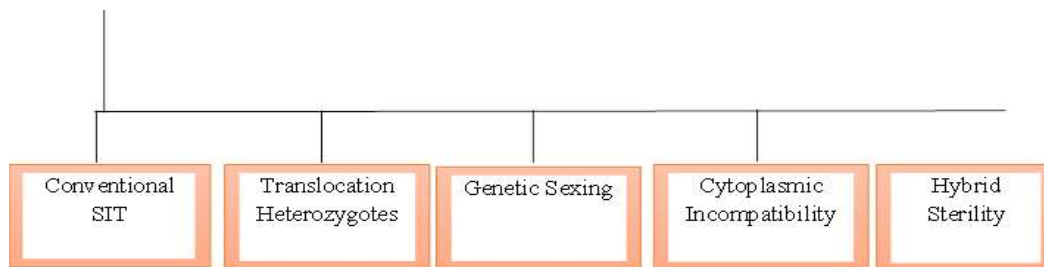 Conventional
SIT
Translocation
Heterozygotes
Genetic Sexing
Cytoplasmic
Incompatibility
Hybrid
Sterility